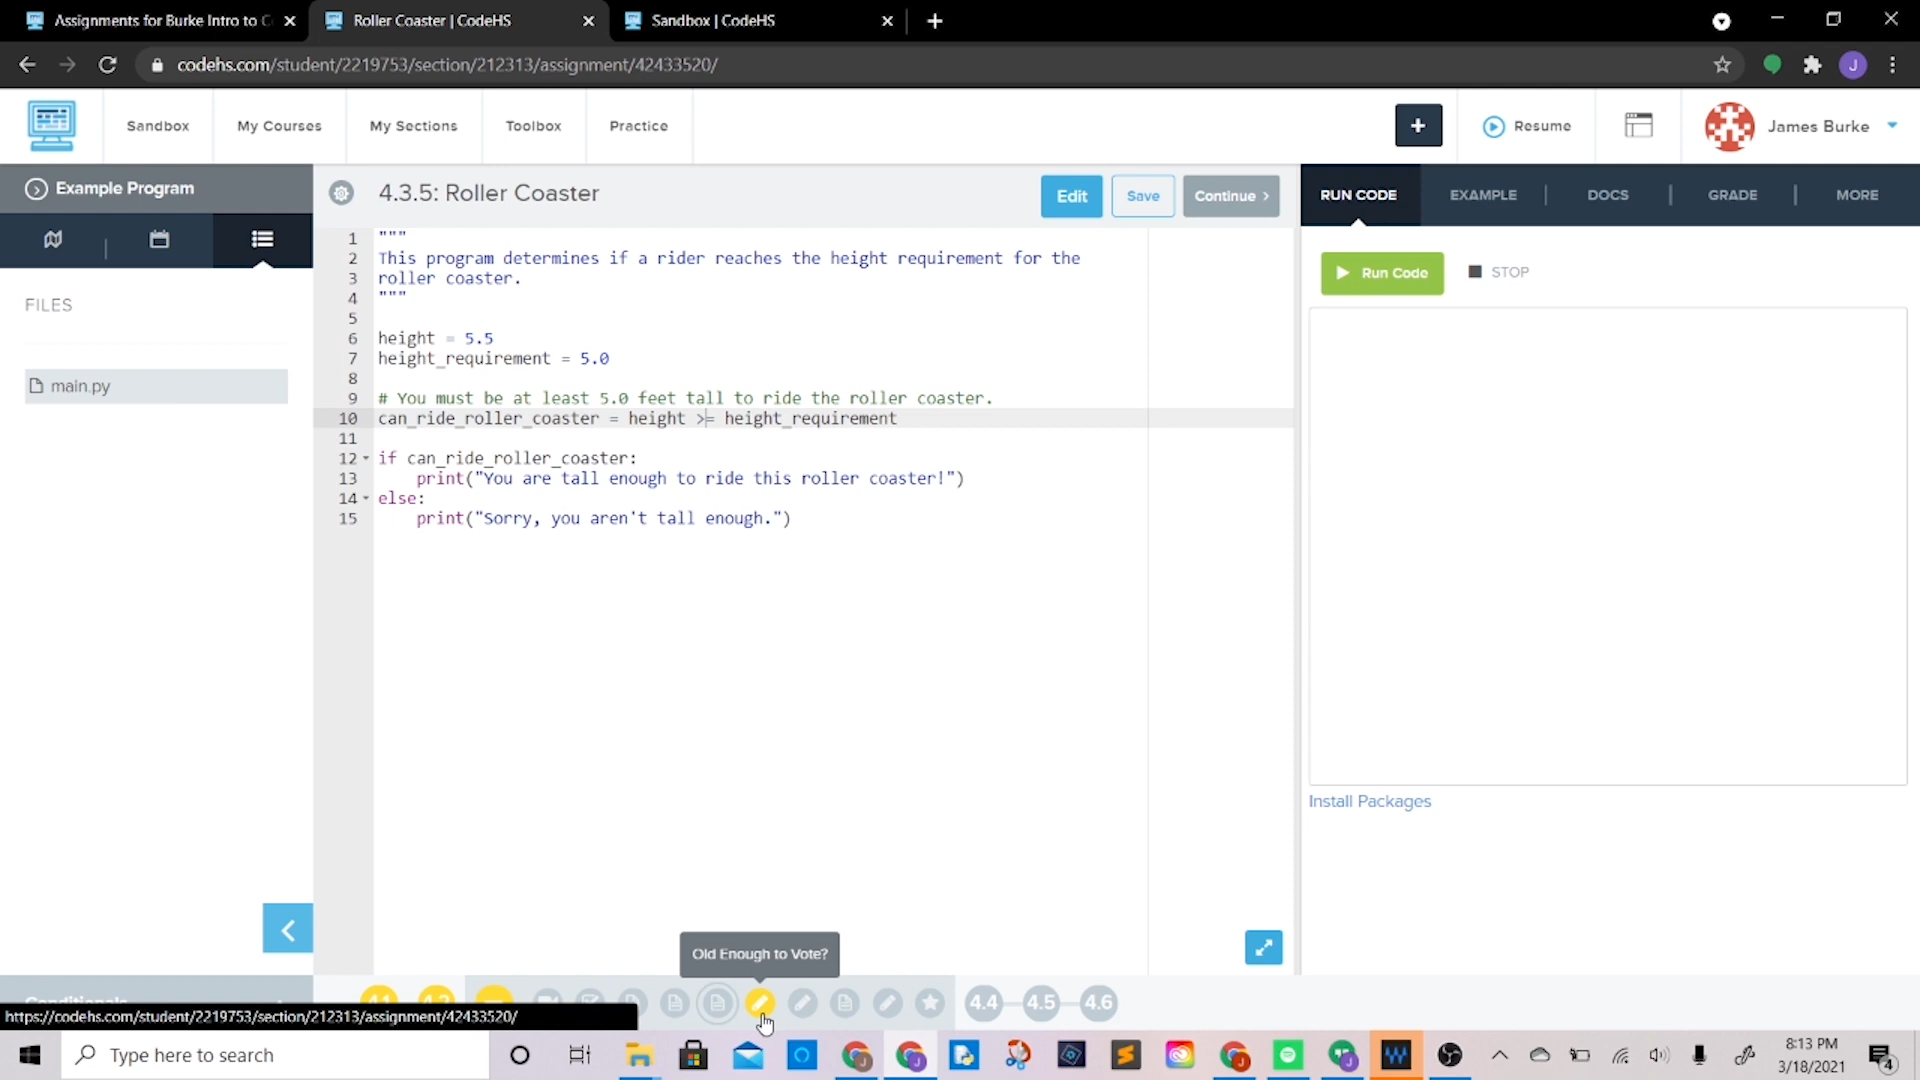 Assignments for Burke Intro to C
Roller Coaster | CodeHS
Sandbox | CodeHS
codehs.com/student/2219753/section/212313/assignment/42433520/
J
Sandbox
My Courses
My Sections
Toolbox
Practice
+
Resume
James Burke
Example Program
4.3.5: Roller Coaster
Edit
Save
Continue >
RUN CODE
EXAMPLE
DOCS
GRADE
MORE
FILES
main.py
Run Code
STOP
1 """
2 This program determines if a rider reaches the height requirement for the
3 roller coaster.
4 """
5
6 height = 5.5
7 height_requirement = 5.0
8
9 # You must be at least 5.0 feet tall to ride the roller coaster.
10 can_ride_roller_coaster = height >= height_requirement
11
12 if can_ride_roller_coaster:
13 print("You are tall enough to ride this roller coaster!")
14 else:
15 print("Sorry, you aren't tall enough.")
Install Packages
Old Enough to Vote?
Conditionals
4.1
4.2
4.4
4.5
4.6
https://codehs.com/student/2219753/section/212313/assignment/42433520/
Type here to search
8:13 PM
3/18/2021
4